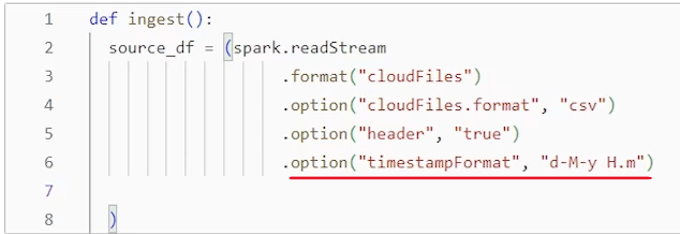 1 def ingest():
2 source_df = (spark.readStream
3 .format("cloudFiles")
4 .option("cloudFiles.format", "csv")
5 .option("header", "true")
6 .option("timestampFormat", "d-M-y H.m")
7
8 )